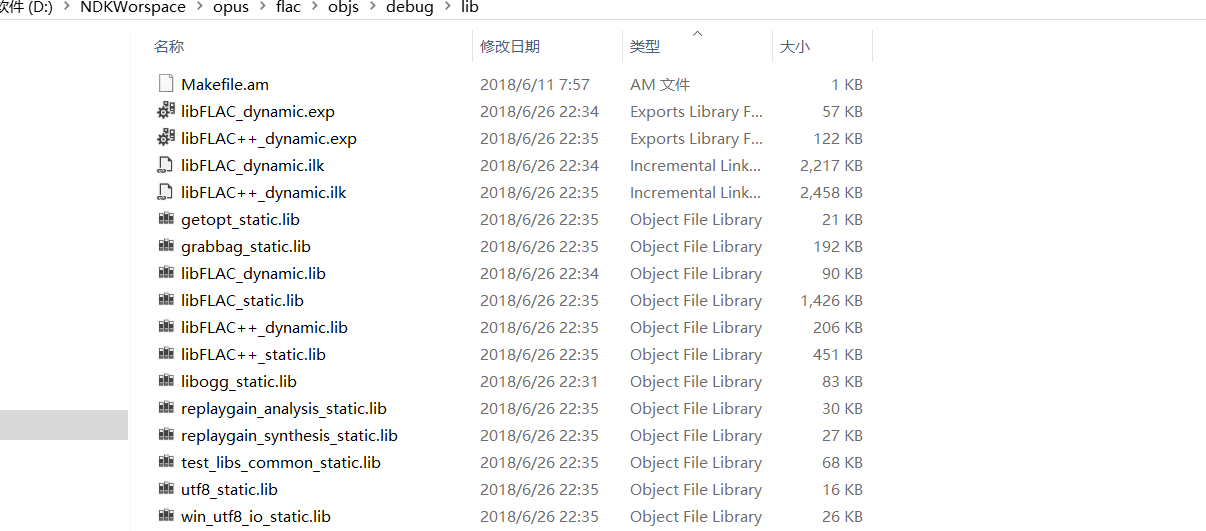 软件 (D:) > NDKWorspace > opus > flac > objs > debug > lib
名称 修改日期 类型 大小
Makefile.am 2018/6/11 7:57 AM 文件 1 KB
libFLAC_dynamic.exp 2018/6/26 22:34 Exports Library F... 57 KB
libFLAC++_dynamic.exp 2018/6/26 22:35 Exports Library F... 122 KB
libFLAC_dynamic.ilk 2018/6/26 22:34 Incremental Link... 2,217 KB
libFLAC++_dynamic.ilk 2018/6/26 22:35 Incremental Link... 2,458 KB
getopt_static.lib 2018/6/26 22:35 Object File Library 21 KB
grabbag_static.lib 2018/6/26 22:35 Object File Library 192 KB
libFLAC_dynamic.lib 2018/6/26 22:34 Object File Library 90 KB
libFLAC_static.lib 2018/6/26 22:35 Object File Library 1,426 KB
libFLAC++_dynamic.lib 2018/6/26 22:35 Object File Library 206 KB
libFLAC++_static.lib 2018/6/26 22:35 Object File Library 451 KB
libogg_static.lib 2018/6/26 22:31 Object File Library 83 KB
replaygain_analysis_static.lib 2018/6/26 22:35 Object File Library 30 KB
replaygain_synthesis_static.lib 2018/6/26 22:35 Object File Library 27 KB
test_libs_common_static.lib 2018/6/26 22:35 Object File Library 68 KB
utf8_static.lib 2018/6/26 22:35 Object File Library 16 KB
win_utf8_io_static.lib 2018/6/26 22:35 Object File Library 26 KB